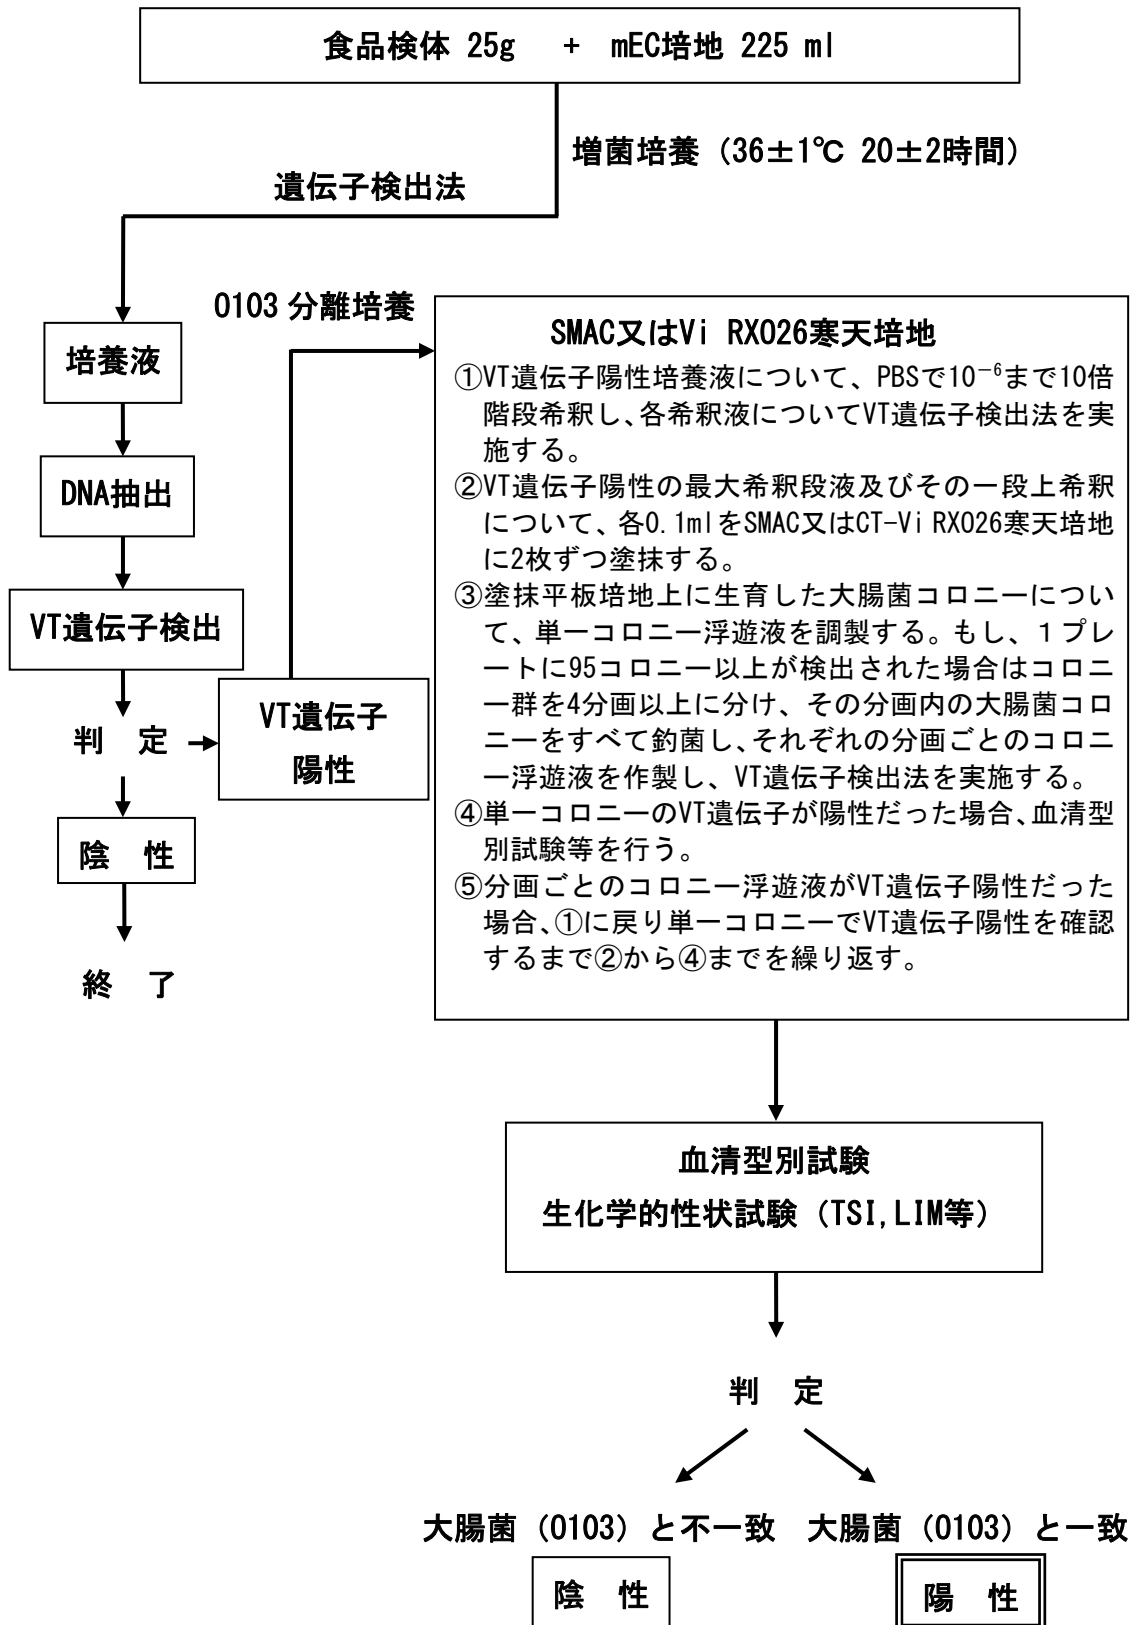 食品検体 25g + mEC培地 225 ml
増菌培養（36±1℃ 20±2時間）
遺伝子検出法
O103 分離培養
培養液
DNA抽出
VT遺伝子検出
判 定
VT遺伝子
陽性
陰 性
終 了
SMAC又はVi RXO26寒天培地
①VT遺伝子陽性培養液について、PBSで10⁻⁶まで10倍
階段希釈し、各希釈液についてVT遺伝子検出法を実
施する。
②VT遺伝子陽性の最大希釈段液及びその一段上希釈
について、各0.1mlをSMAC又はCT-Vi RXO26寒天培地
に2枚ずつ塗抹する。
③塗抹平板培地上に生育した大腸菌コロニーについ
て、単一コロニー浮遊液を調製する。もし、１プレ
ートに95コロニー以上が検出された場合はコロニ
ー群を4分画以上に分け、その分画内の大腸菌コロ
ニーをすべて釣菌し、それぞれの分画ごとのコロニ
ー浮遊液を作製し、VT遺伝子検出法を実施する。
④単一コロニーのVT遺伝子が陽性だった場合、血清型
別試験等を行う。
⑤分画ごとのコロニー浮遊液がVT遺伝子陽性だった
場合、①に戻り単一コロニーでVT遺伝子陽性を確認
するまで②から④までを繰り返す。
血清型別試験
生化学的性状試験（TSI,LIM等）
判 定
大腸菌（O103）と不一致 大腸菌（O103）と一致
陰 性 陽 性